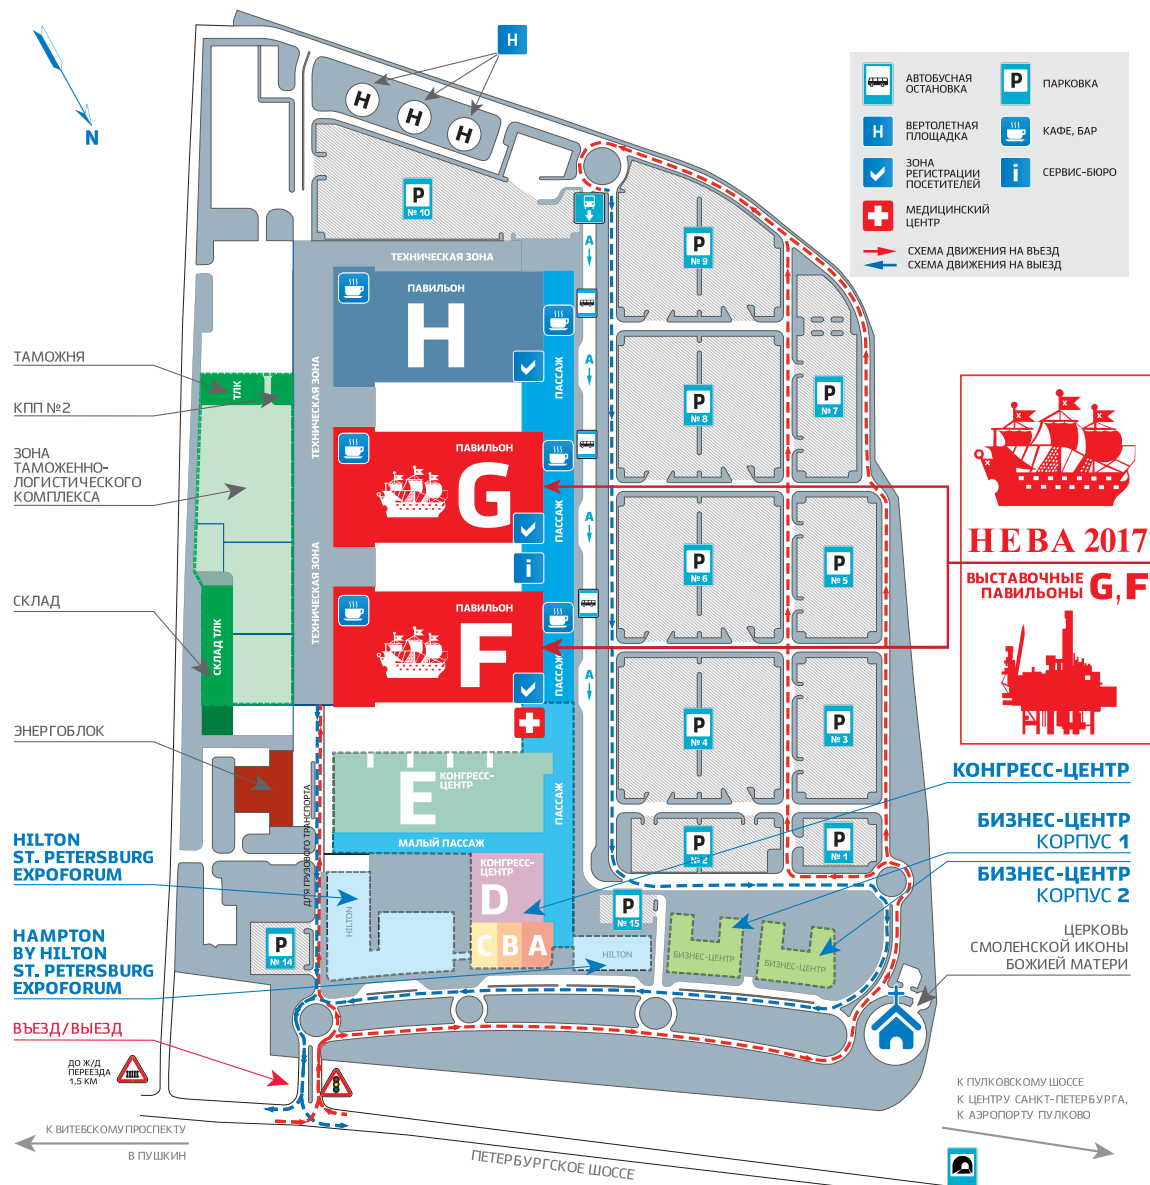 N
H
H
H
H
АВТОБУСНАЯ
ОСТАНОВКА
P
ПАРКОВКА
H
ВЕРТОЛЕТНАЯ
ПЛОЩАДКА
КАФЕ, БАР
ЗОНА
РЕГИСТРАЦИИ
ПОСЕТИТЕЛЕЙ
i
СЕРВИС-БЮРО
МЕДИЦИНСКИЙ
ЦЕНТР
СХЕМА ДВИЖЕНИЯ НА ВЪЕЗД
СХЕМА ДВИЖЕНИЯ НА ВЫЕЗД
P
№ 10
P
№ 9
A
ТЕХНИЧЕСКАЯ ЗОНА
ПАВИЛЬОН
H
ПАССАЖ
ТЕХНИЧЕСКАЯ ЗОНА
A
P
№ 8
P
№ 7
ТАМОЖНЯ
ТЛК
КПП №2
ЗОНА
ТАМОЖЕННО-
ЛОГИСТИЧЕСКОГО
КОМПЛЕКСА
ПАВИЛЬОН
G
ПАССАЖ
A
i
ТЕХНИЧЕСКАЯ ЗОНА
P
№ 6
P
№ 5
НЕВА 2017
ВЫСТАВОЧНЫЕ
ПАВИЛЬОНЫ G, F
СКЛАД
СКЛАД ТЛК
ПАВИЛЬОН
F
ПАССАЖ
A
P
№ 4
P
№ 3
ЭНЕРГОБЛОК
E
КОНГРЕСС-
ЦЕНТР
ПАССАЖ
МАЛЫЙ ПАССАЖ
ДЛЯ ГРУЗОВОГО ТРАНСПОРТА
P
№ 2
P
№ 1
КОНГРЕСС-ЦЕНТР
БИЗНЕС-ЦЕНТР
КОРПУС 1
БИЗНЕС-ЦЕНТР
КОРПУС 2
HILTON
ST. PETERSBURG
EXPOFORUM
КОНГРЕСС-
ЦЕНТР
D
C
B
A
HILTON
HILTON
P
№ 15
P
№ 14
БИЗНЕС-ЦЕНТР
БИЗНЕС-ЦЕНТР
HAMPTON
BY HILTON
ST. PETERSBURG
EXPOFORUM
ЦЕРКОВЬ
СМОЛЕНСКОЙ ИКОНЫ
БОЖИЕЙ МАТЕРИ
ВЪЕЗД/ВЫЕЗД
ДО Ж/Д
ПЕРЕЕЗДА
1,5 КМ
К ВИТЕБСКОМУ ПРОСПЕКТУ
В ПУШКИН
ПЕТЕРБУРГСКОЕ ШОССЕ
К ПУЛКОВСКОМУ ШОССЕ
К ЦЕНТРУ САНКТ-ПЕТЕРБУРГА,
К АЭРОПОРТУ ПУЛКОВО